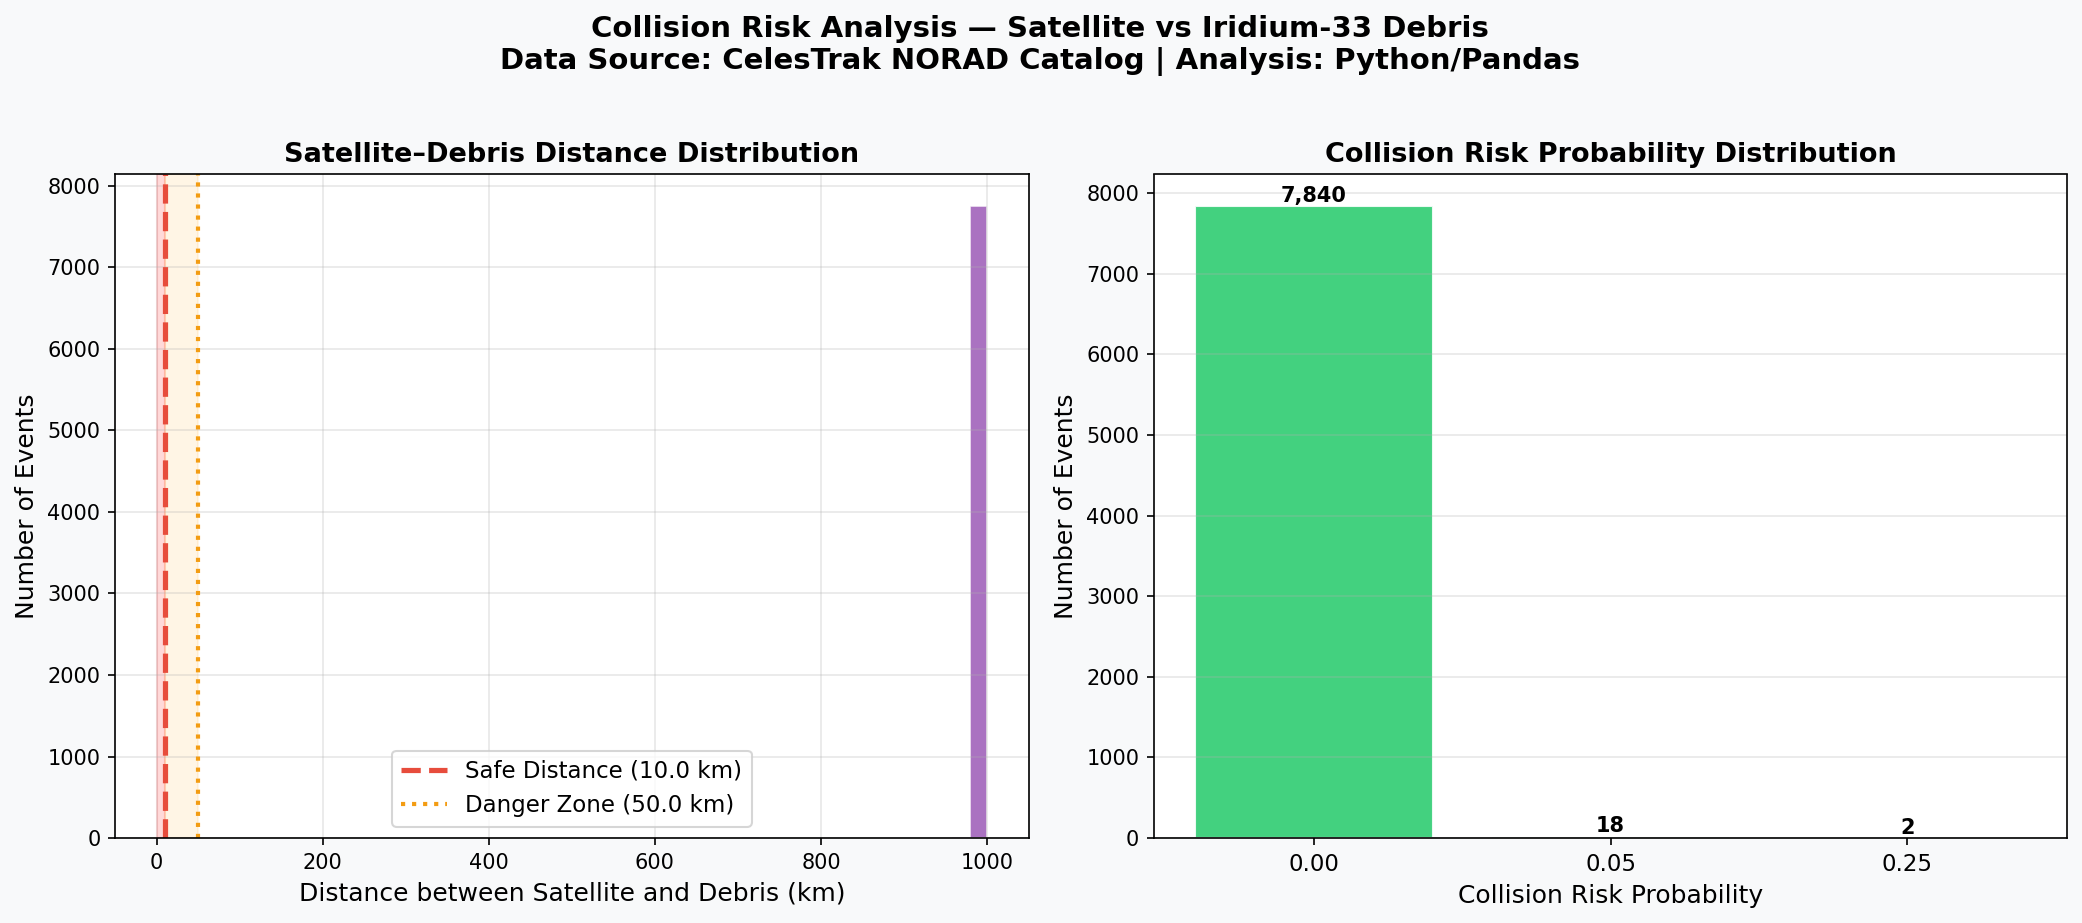 Collision Risk Analysis — Satellite vs Iridium-33 Debris
Data Source: CelesTrak NORAD Catalog | Analysis: Python/Pandas
Satellite–Debris Distance Distribution
Number of Events
8000
7000
6000
5000
4000
3000
2000
1000
0
Safe Distance (10.0 km)
Danger Zone (50.0 km)
0 200 400 600 800 1000
Distance between Satellite and Debris (km)
Collision Risk Probability Distribution
Number of Events
8000
7000
6000
5000
4000
3000
2000
1000
0
7,840
18
2
0.00 0.05 0.25
Collision Risk Probability